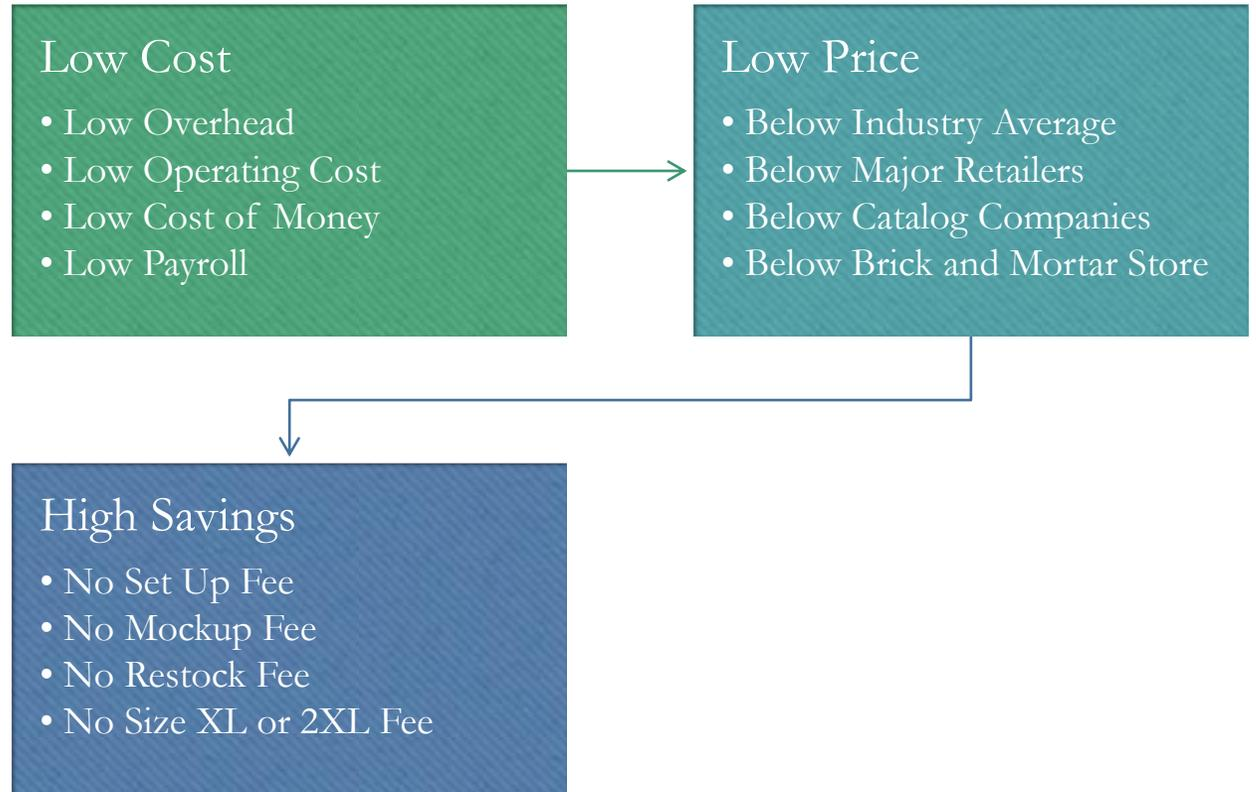 Low Cost
• Low Overhead
• Low Operating Cost
• Low Cost of Money
• Low Payroll
Low Price
• Below Industry Average
• Below Major Retailers
• Below Catalog Companies
• Below Brick and Mortar Store
High Savings
• No Set Up Fee
• No Mockup Fee
• No Restock Fee
• No Size XL or 2XL Fee